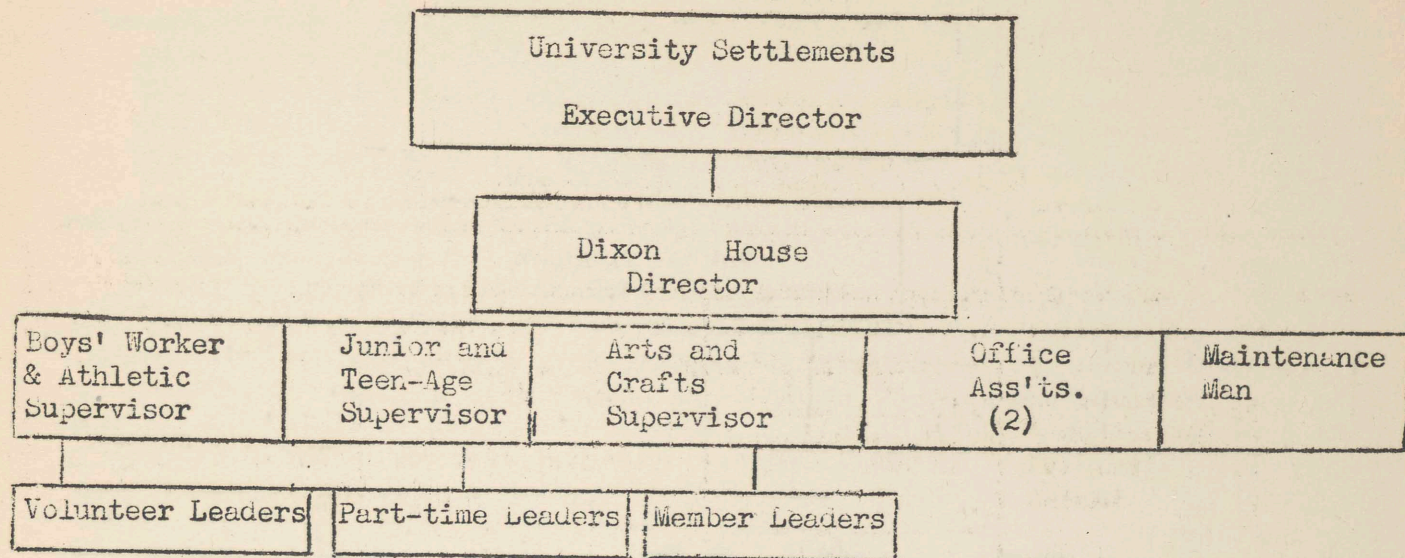 University Settlements
Executive Director
Dixon House
Director
Boys' Worker
& Athletic
Supervisor
Junior and
Teen-Age
Supervisor
Arts and
Crafts
Supervisor
Office
Ass'ts.
(2)
Maintenance
Man
Volunteer Leaders
Part-time Leaders
Member Leaders